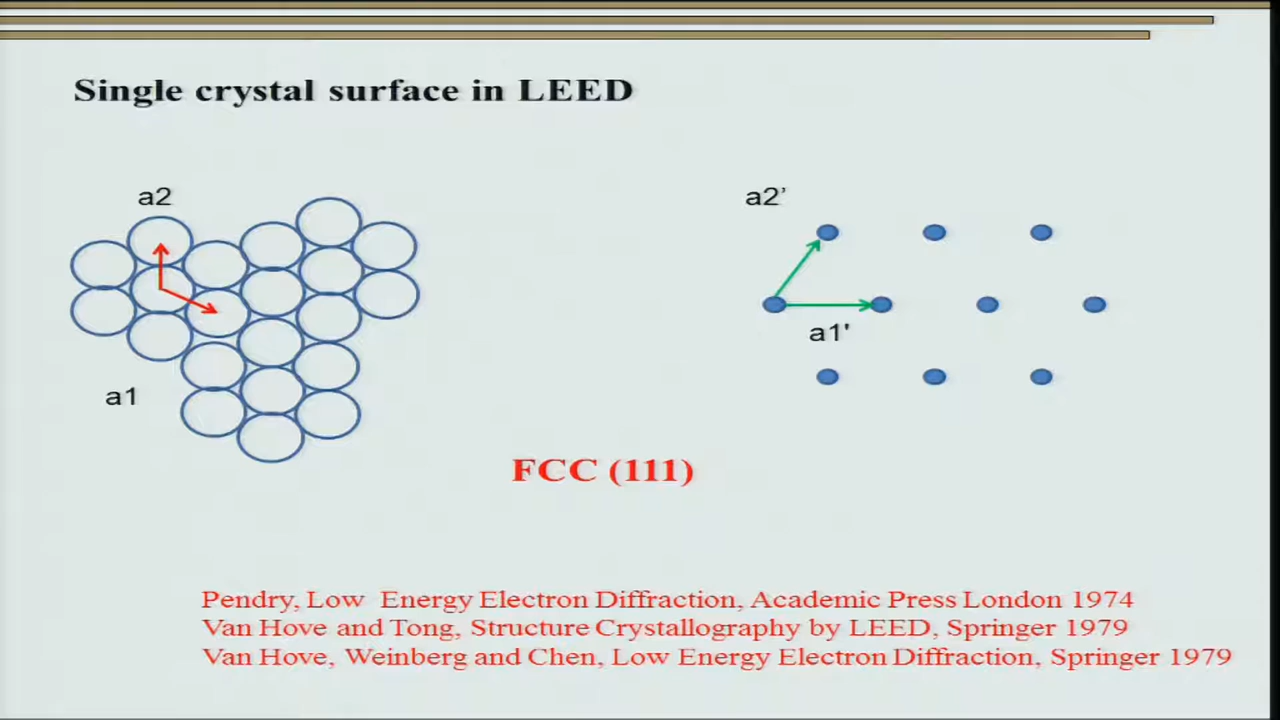 Single crystal surface in LEED
a2
a2'
a1'
a1
FCC (111)
Pendry, Low Energy Electron Diffraction, Academic Press London 1974
Van Hove and Tong, Structure Crystallography by LEED, Springer 1979
Van Hove, Weinberg and Chen, Low Energy Electron Diffraction, Springer 1979